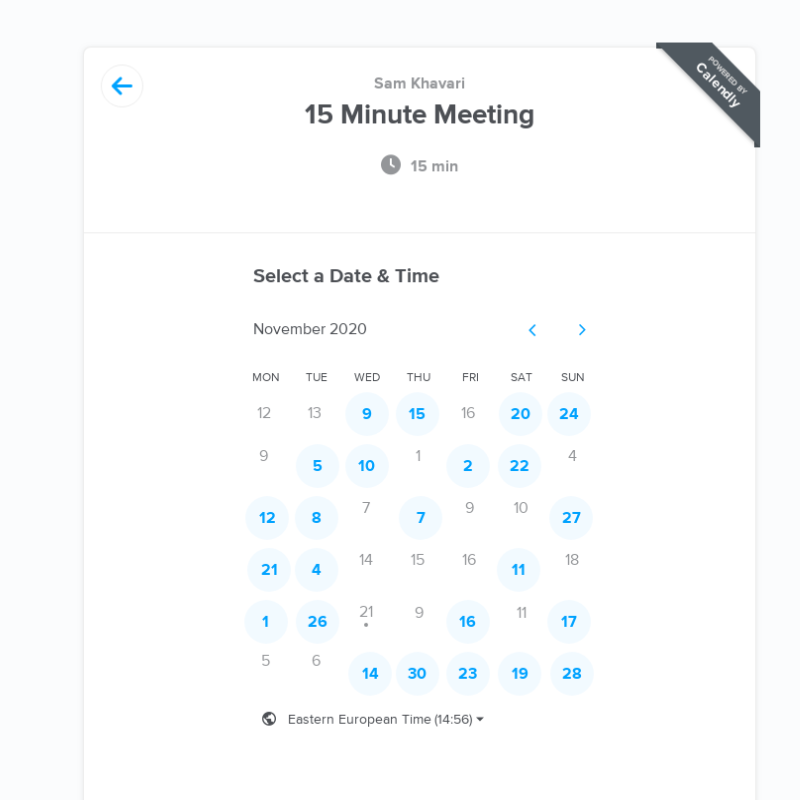 POWERED BY
Calendly
Sam Khavari
15 Minute Meeting
15 min
Select a Date & Time
November 2020
MON TUE WED THU FRI SAT SUN
12 13 9 15 16 20 24
9 5 10 1 2 22 4
12 8 7 7 9 10 27
21 4 14 15 16 11 18
1 26 21 9 16 11 17
5 6 14 30 23 19 28
Eastern European Time (14:56)